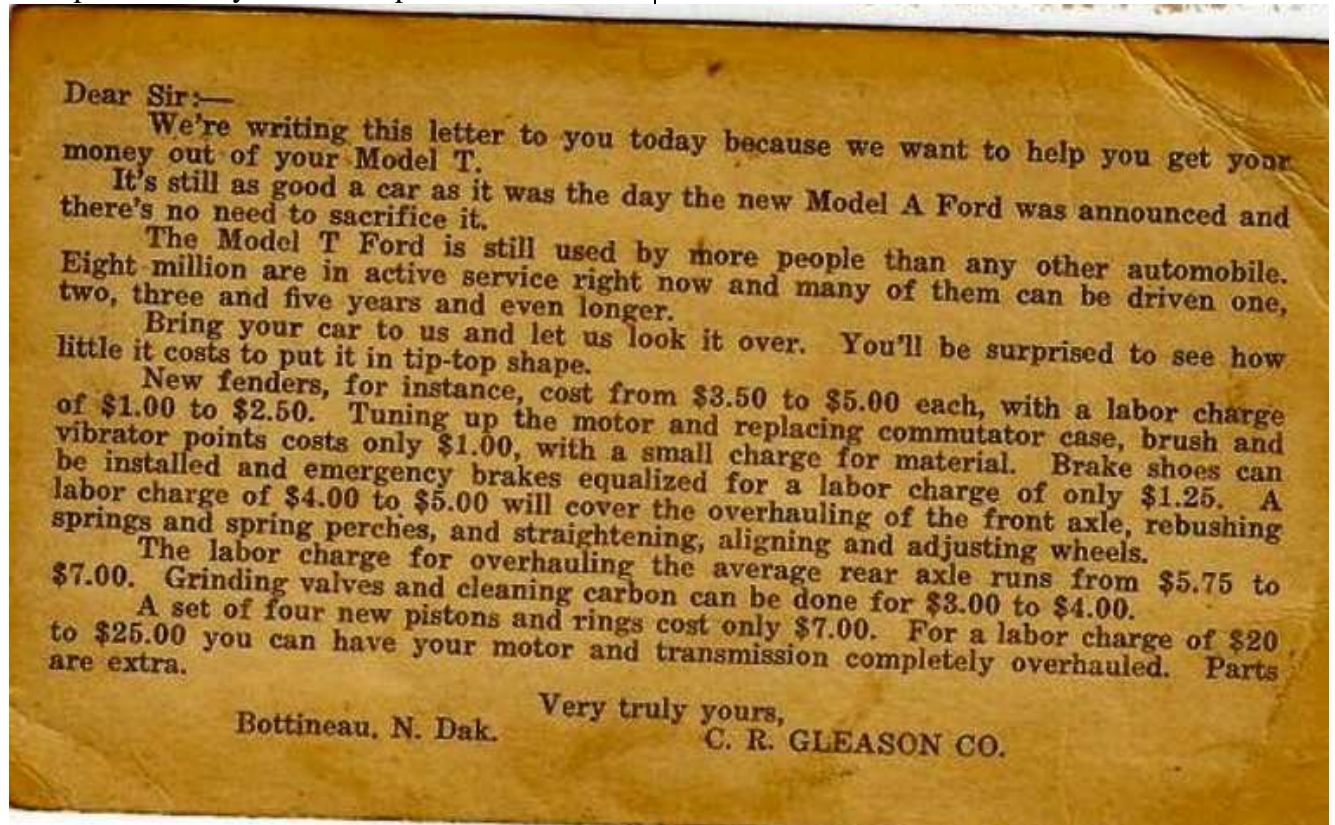 Dear Sir:—
We're writing this letter to you today because we want to help you get your
money out of your Model T.
It's still as good a car as it was the day the new Model A Ford was announced and
there's no need to sacrifice it.
The Model T Ford is still used by more people than any other automobile.
Eight million are in active service right now and many of them can be driven one,
two, three and five years and even longer.
Bring your car to us and let us look it over. You'll be surprised to see how
little it costs to put it in tip-top shape.
New fenders, for instance, cost from $3.50 to $5.00 each, with a labor charge
of $1.00 to $2.50. Tuning up the motor and replacing commutator case, brush and
vibrator points costs only $1.00, with a small charge for material. Brake shoes can
be installed and emergency brakes equalized for a labor charge of only $1.25. A
labor charge of $4.00 to $5.00 will cover the overhauling of the front axle, rebushing
springs and spring perches, and straightening, aligning and adjusting wheels.
The labor charge for overhauling the average rear axle runs from $5.75 to
$7.00. Grinding valves and cleaning carbon can be done for $3.00 to $4.00.
A set of four new pistons and rings cost only $7.00. For a labor charge of $20
to $25.00 you can have your motor and transmission completely overhauled. Parts
are extra.
Very truly yours,
Bottineau, N. Dak. C. R. GLEASON CO.